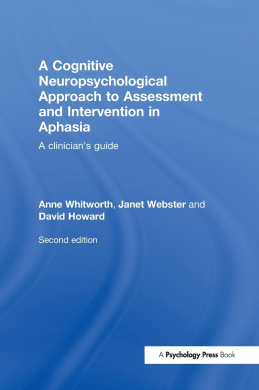 A Cognitive
Neuropsychological
Approach to Assessment
and Intervention in
Aphasia
A clinician's guide
Anne Whitworth, Janet Webster and
David Howard
Second edition
A Psychology Press Book